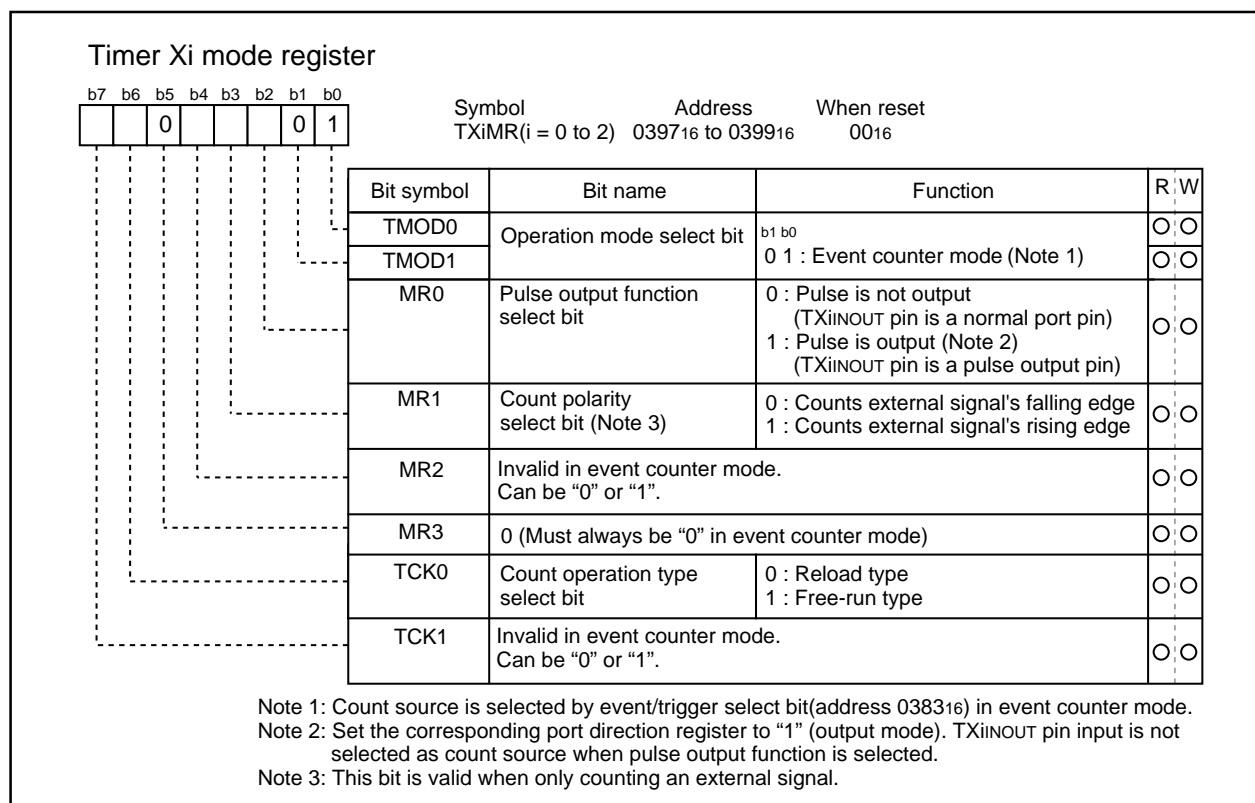 Timer Xi mode register
b7 b6 b5 b4 b3 b2 b1 b0
0 0 1
Symbol Address When reset
TXiMR(i = 0 to 2) 039716 to 039916 0016
Bit symbol Bit name Function R W
TMOD0 Operation mode select bit b1 b0
TMOD1 0 1 : Event counter mode (Note 1)
MR0 Pulse output function 0 : Pulse is not output
select bit (TXiINOUT pin is a normal port pin)
1 : Pulse is output (Note 2)
(TXiINOUT pin is a pulse output pin)
MR1 Count polarity 0 : Counts external signal's falling edge
select bit (Note 3) 1 : Counts external signal's rising edge
MR2 Invalid in event counter mode.
Can be “0” or “1”.
MR3 0 (Must always be “0” in event counter mode)
TCK0 Count operation type 0 : Reload type
select bit 1 : Free-run type
TCK1 Invalid in event counter mode.
Can be “0” or “1”.
Note 1: Count source is selected by event/trigger select bit(address 038316) in event counter mode.
Note 2: Set the corresponding port direction register to “1” (output mode). TXiINOUT pin input is not
selected as count source when pulse output function is selected.
Note 3: This bit is valid when only counting an external signal.